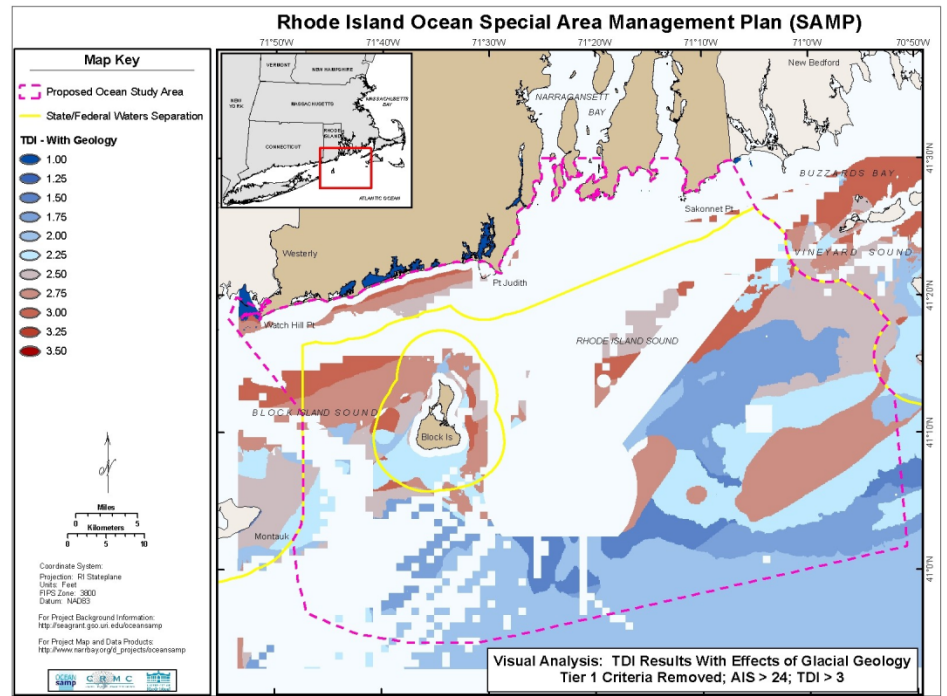 Rhode Island Ocean Special Area Management Plan (SAMP)
71°50'W
71°40'W
71°30'W
71°20'W
71°10'W
71°0'W
70°50'W
Map Key
Proposed Ocean Study Area
State/Federal Waters Separation
TDI - With Geology
1.00
1.25
1.50
1.75
2.00
2.25
2.50
2.75
3.00
3.25
3.50
N
Miles
0 2.5 5 10
Kilometers
0 5 10
Coordinate System:
Projection: RI Stateplane
Units: Feet
FIPS Zone: 3800
Datum: NAD83
For Project Background Information:
http://seagrant.gso.uri.edu/oceansamp
For Project Map and Data Products:
http://www.narrbay.org/d_projects/oceansamp
OCEAN
samp
C R M C
VERMONT
NEW HAMPSHIRE
NEW
YORK
MASSACHUSETTS
MASSACHUSETTS
BAY
RHODE
ISLAND
CONNECTICUT
ATLANTIC OCEAN
NARRAGANSETT
BAY
New Bedford
BUZZARDS BAY
Sakonnet Pt
VINEYARD SOUND
Westerly
Pt Judith
Watch Hill Pt
RHODE ISLAND SOUND
BLOCK ISLAND SOUND
Block Is
Montauk
41°30'N
41°20'N
41°10'N
41°0'N
Visual Analysis: TDI Results With Effects of Glacial Geology
Tier 1 Criteria Removed; AIS > 24; TDI > 3